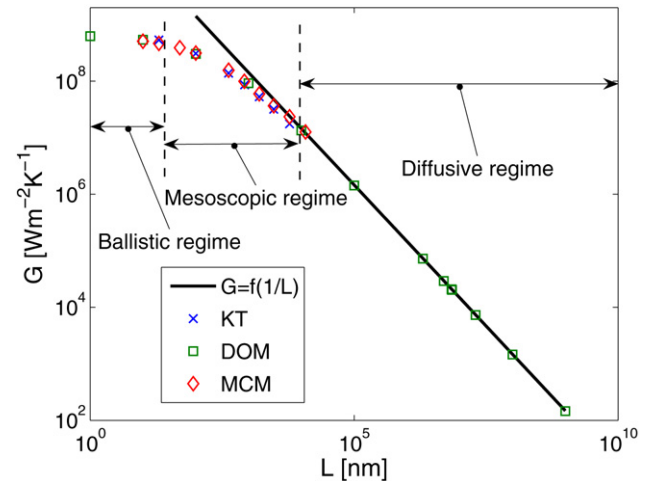 10⁸
10⁶
10⁴
10²
G [Wm⁻²K⁻¹]
Diffusive regime
Mesoscopic regime
Ballistic regime
G=f(1/L)
KT
DOM
MCM
10⁰
10⁵
10¹⁰
L [nm]